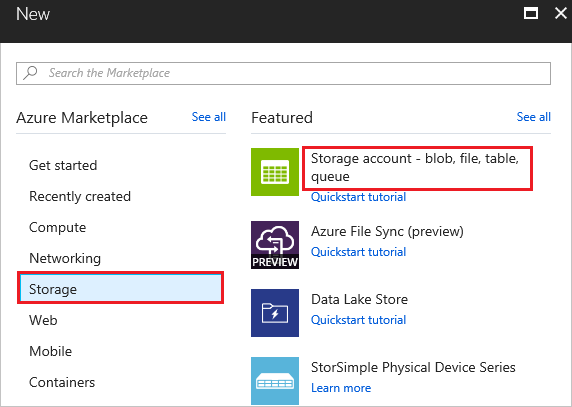 New
Search the Marketplace
Azure Marketplace
See all
Get started
Recently created
Compute
Networking
Storage
Web
Mobile
Containers
Featured
See all
Storage account - blob, file, table,
queue
Quickstart tutorial
PREVIEW
Azure File Sync (preview)
Quickstart tutorial
Data Lake Store
Quickstart tutorial
StorSimple Physical Device Series
Learn more